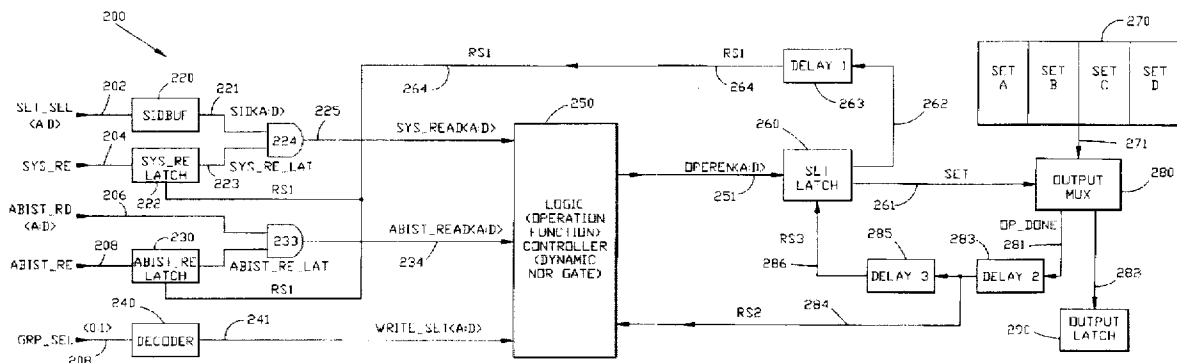 200
202
220
221
SIDBUF
SID<A:D>
<A:D>
224
225
SYS_READ<A:D>
204
SYS_RE
SYS_RE
LATCH
222
223
SYS_RE_LAT
RS1
206
ABIST_RD
<A:D>
208
ABIST_RE
230
ABIST_RE
LATCH
233
ABIST_RE_LAT
RS1
ABIST_READ<A:D>
234
240
GRP_SEL
<0:1>
208
DECODER
241
WRITE_SET<A:D>
250
LOGIC
(OPERATION
FUNCTION)
CONTROLLER
(DYNAMIC
NOR GATE)
RS1
264
RS1
264
DELAY 1
263
262
260
OPEREN<A:D>
251
SET
LATCH
SET
261
270
SET
A
SET
B
SET
C
SET
D
271
OUTPUT
MUX
280
OP_DONE
281
RS3
286
285
DELAY 3
283
DELAY 2
RS2
284
290
OUTPUT
LATCH